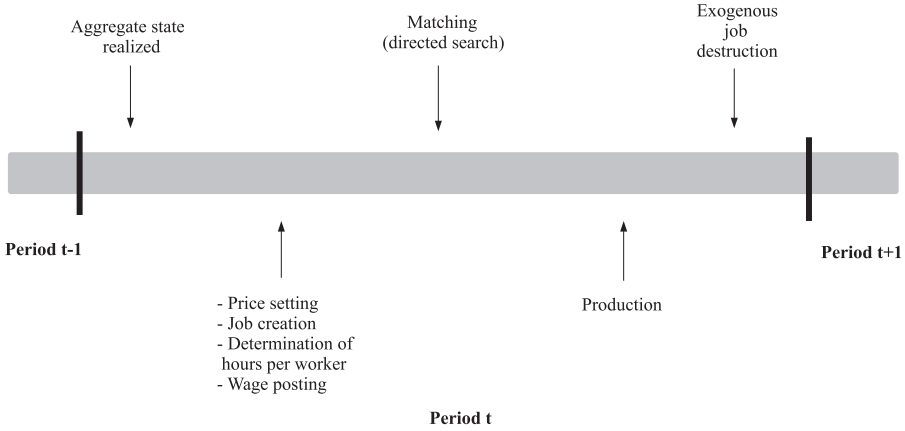 Aggregate state
realized
Matching
(directed search)
Exogenous
job
destruction
Period t-1
Period t+1
- Price setting
- Job creation
- Determination of
hours per worker
- Wage posting
Production
Period t